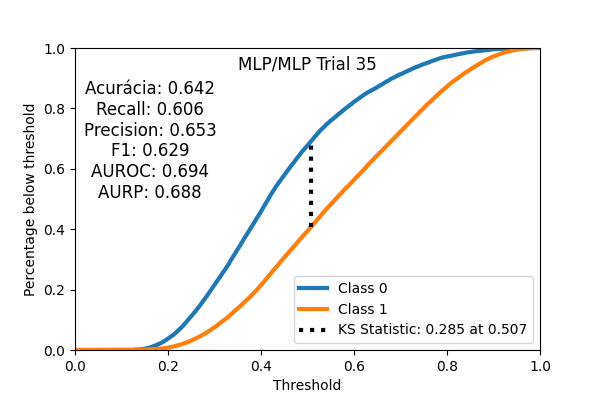 MLP/MLP Trial 35
Acurácia: 0.642
Recall: 0.606
Precision: 0.653
F1: 0.629
AUROC: 0.694
AURP: 0.688
Percentage below threshold
1.0
0.8
0.6
0.4
0.2
0.0
Class 0
Class 1
KS Statistic: 0.285 at 0.507
0.0 0.2 0.4 0.6 0.8 1.0
Threshold